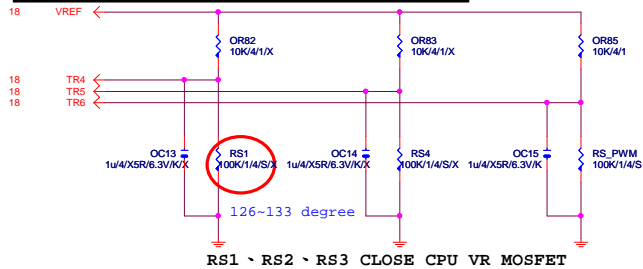 18 VREF
OR82
10K/4/1/X
OR83
10K/4/1/X
OR85
10K/4/1
18 TR4
18 TR5
18 TR6
OC13
1u/4/X5R/6.3V/K/X
RS1
100K/1/4/S/X
OC14
1u/4/X5R/6.3V/K/X
RS4
100K/1/4/S/X
OC15
1u/4/X5R/6.3V/K
RS_PWM
100K/1/4/S
126~133 degree
RS1、RS2、RS3 CLOSE CPU VR MOSFET